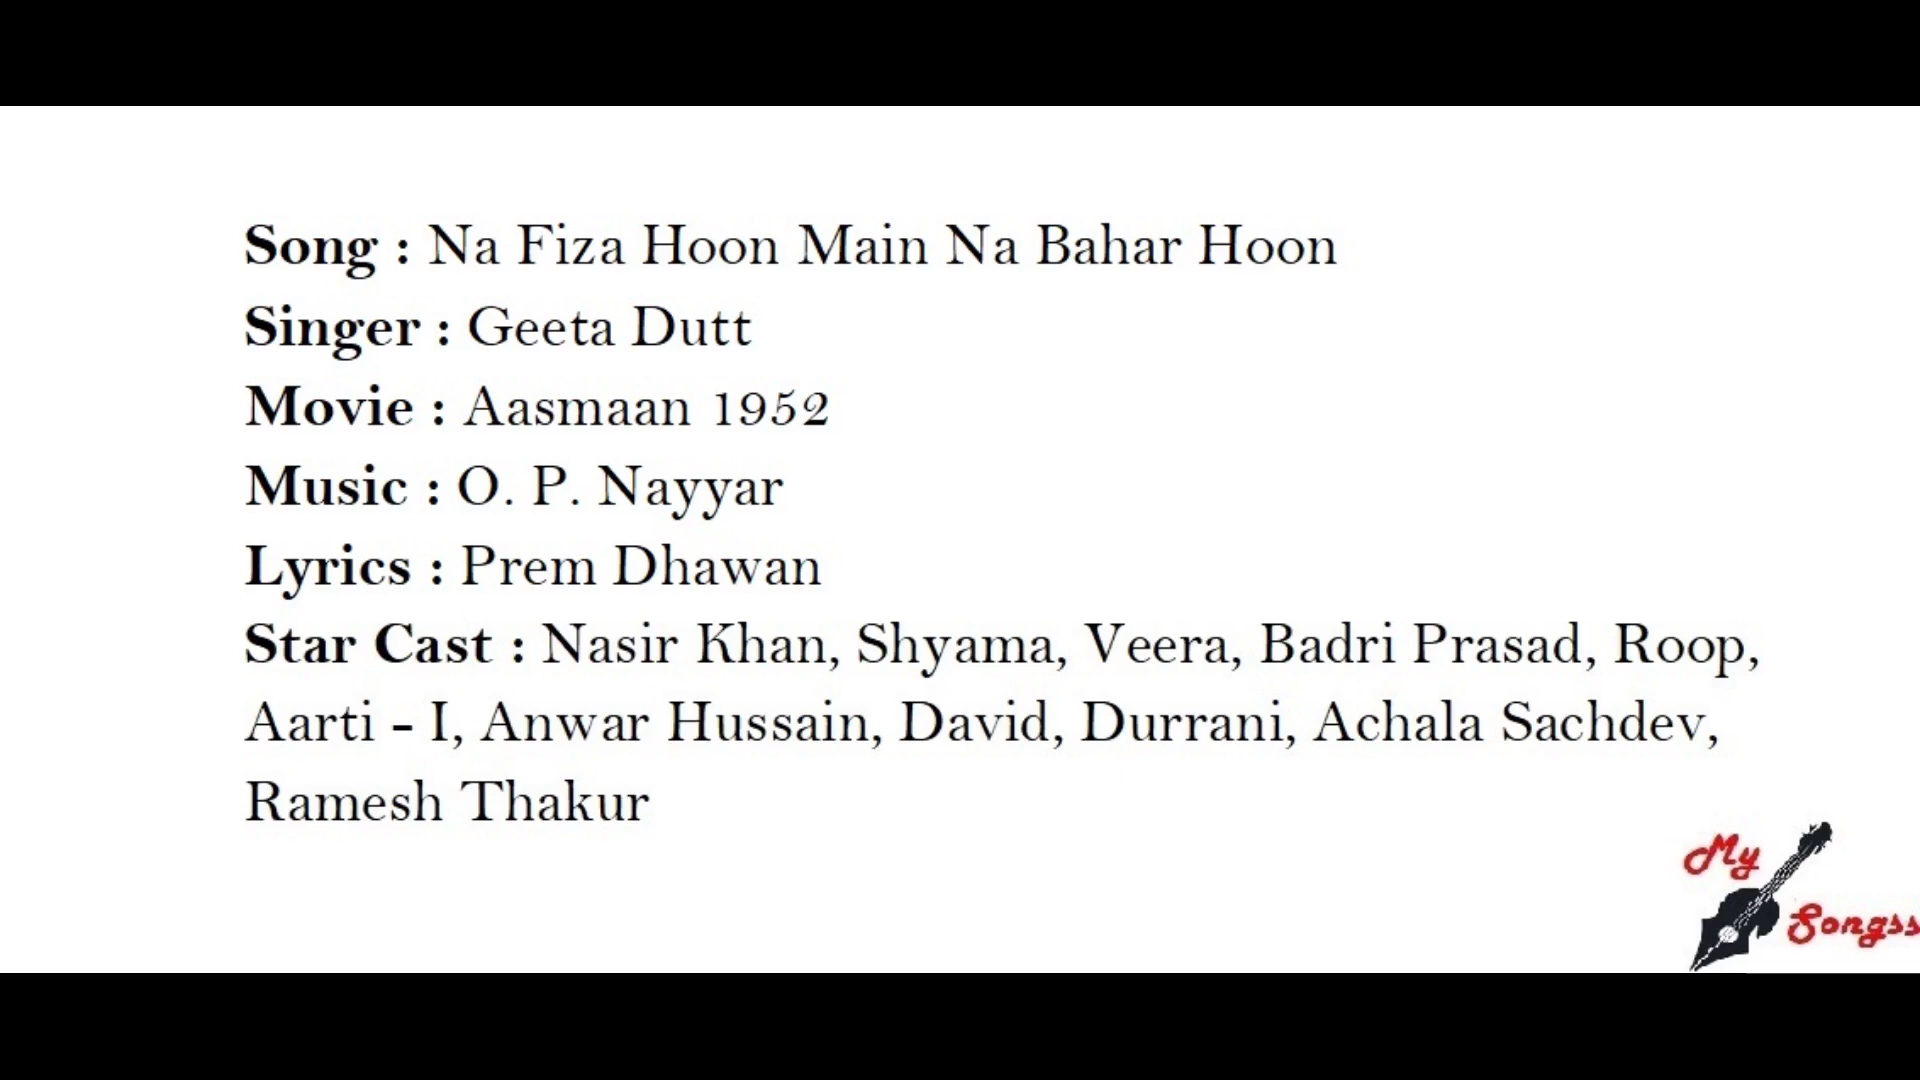 Song : Na Fiza Hoon Main Na Bahar Hoon
Singer : Geeta Dutt
Movie : Aasmaan 1952
Music : O. P. Nayyar
Lyrics : Prem Dhawan
Star Cast : Nasir Khan, Shyama, Veera, Badri Prasad, Roop,
Aarti - I, Anwar Hussain, David, Durrani, Achala Sachdev,
Ramesh Thakur
My
Songss